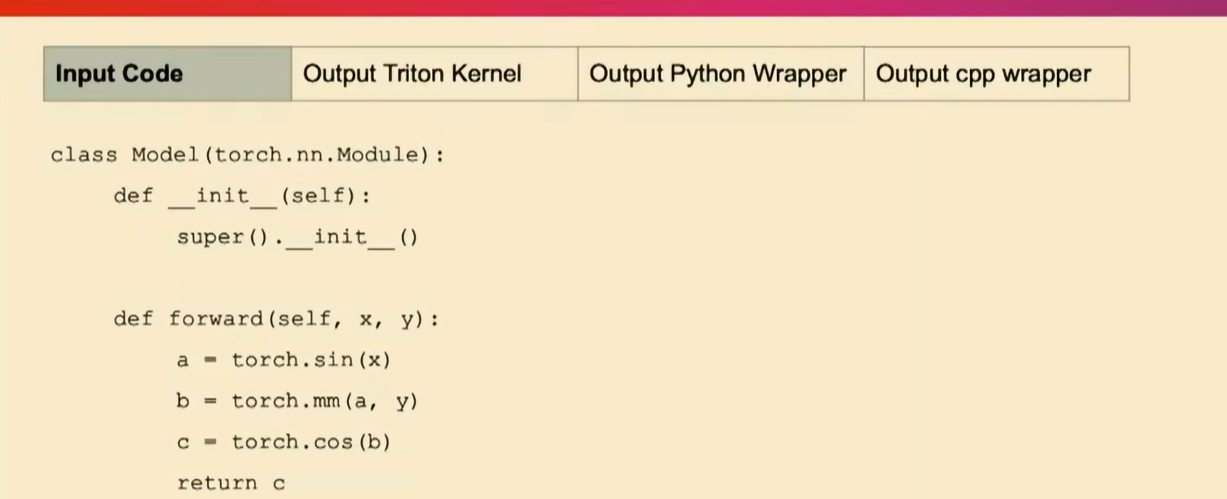 Input Code Output Triton Kernel Output Python Wrapper Output cpp wrapper
class Model(torch.nn.Module):
def __init__(self):
super().__init__()
def forward(self, x, y):
a = torch.sin(x)
b = torch.mm(a, y)
c = torch.cos(b)
return c